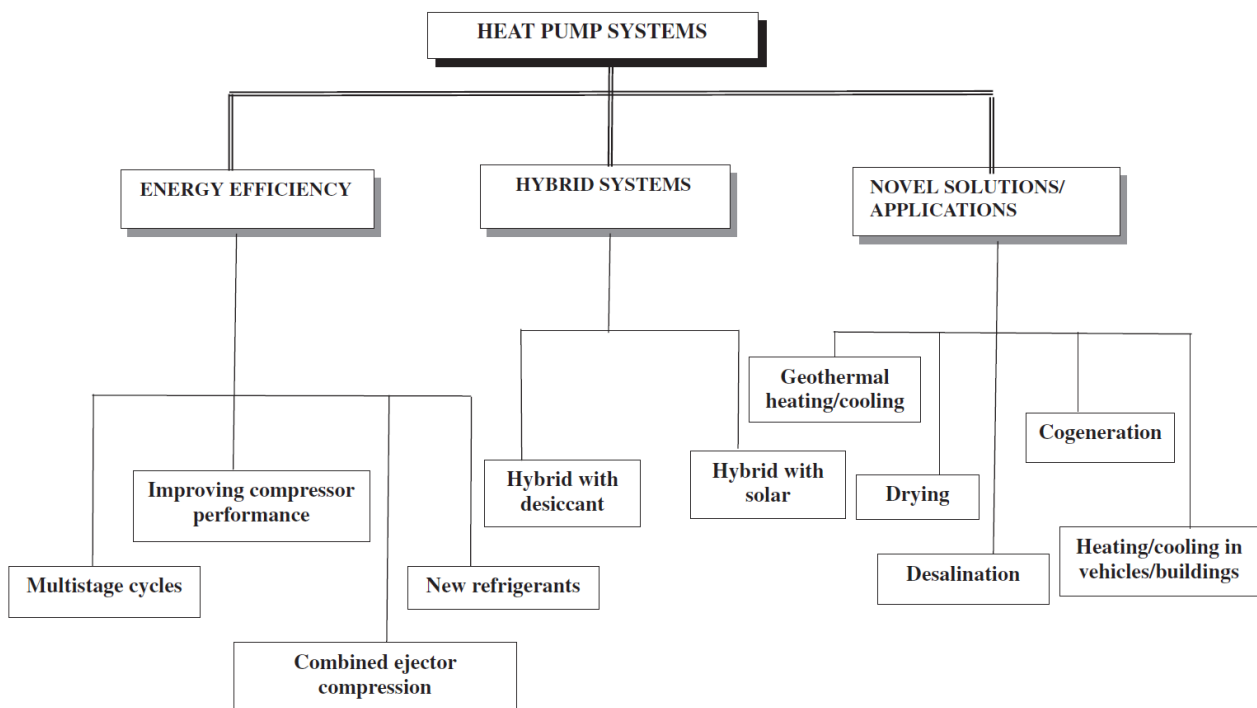 HEAT PUMP SYSTEMS
ENERGY EFFICIENCY
HYBRID SYSTEMS
NOVEL SOLUTIONS/
APPLICATIONS
Multistage cycles
Improving compressor
performance
Combined ejector
compression
New refrigerants
Hybrid with
desiccant
Hybrid with
solar
Geothermal
heating/cooling
Drying
Desalination
Cogeneration
Heating/cooling in
vehicles/buildings